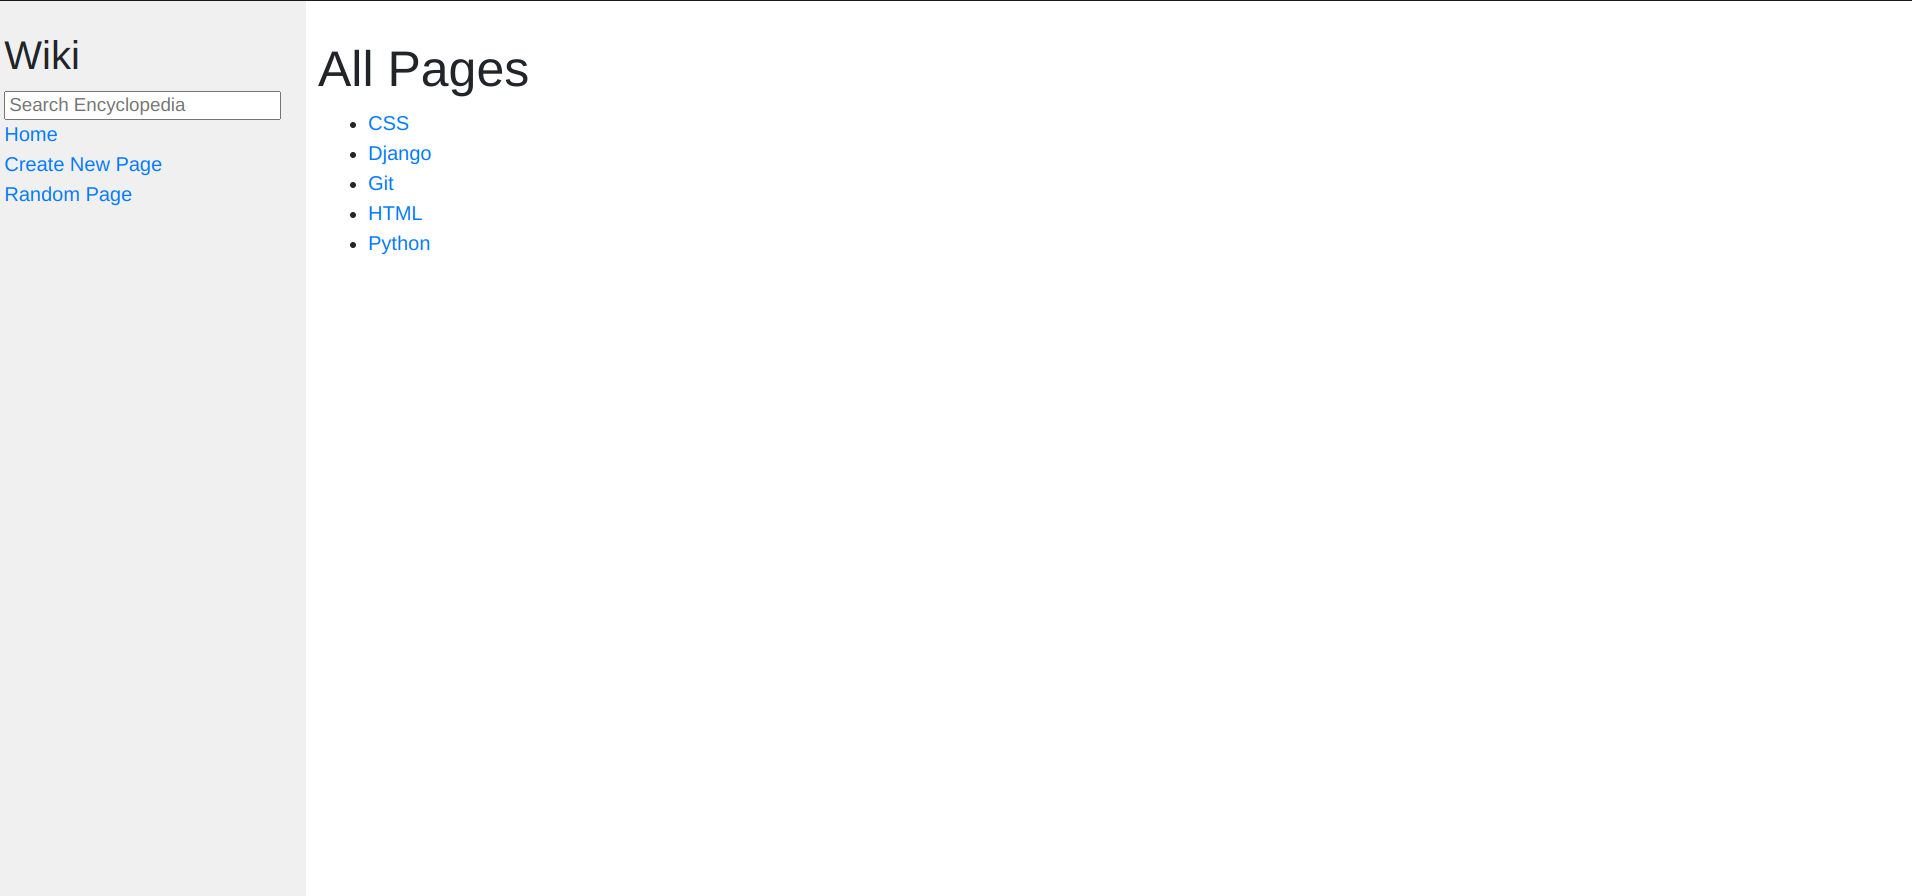 Wiki
Search Encyclopedia
Home
Create New Page
Random Page
All Pages
CSS
Django
Git
HTML
Python